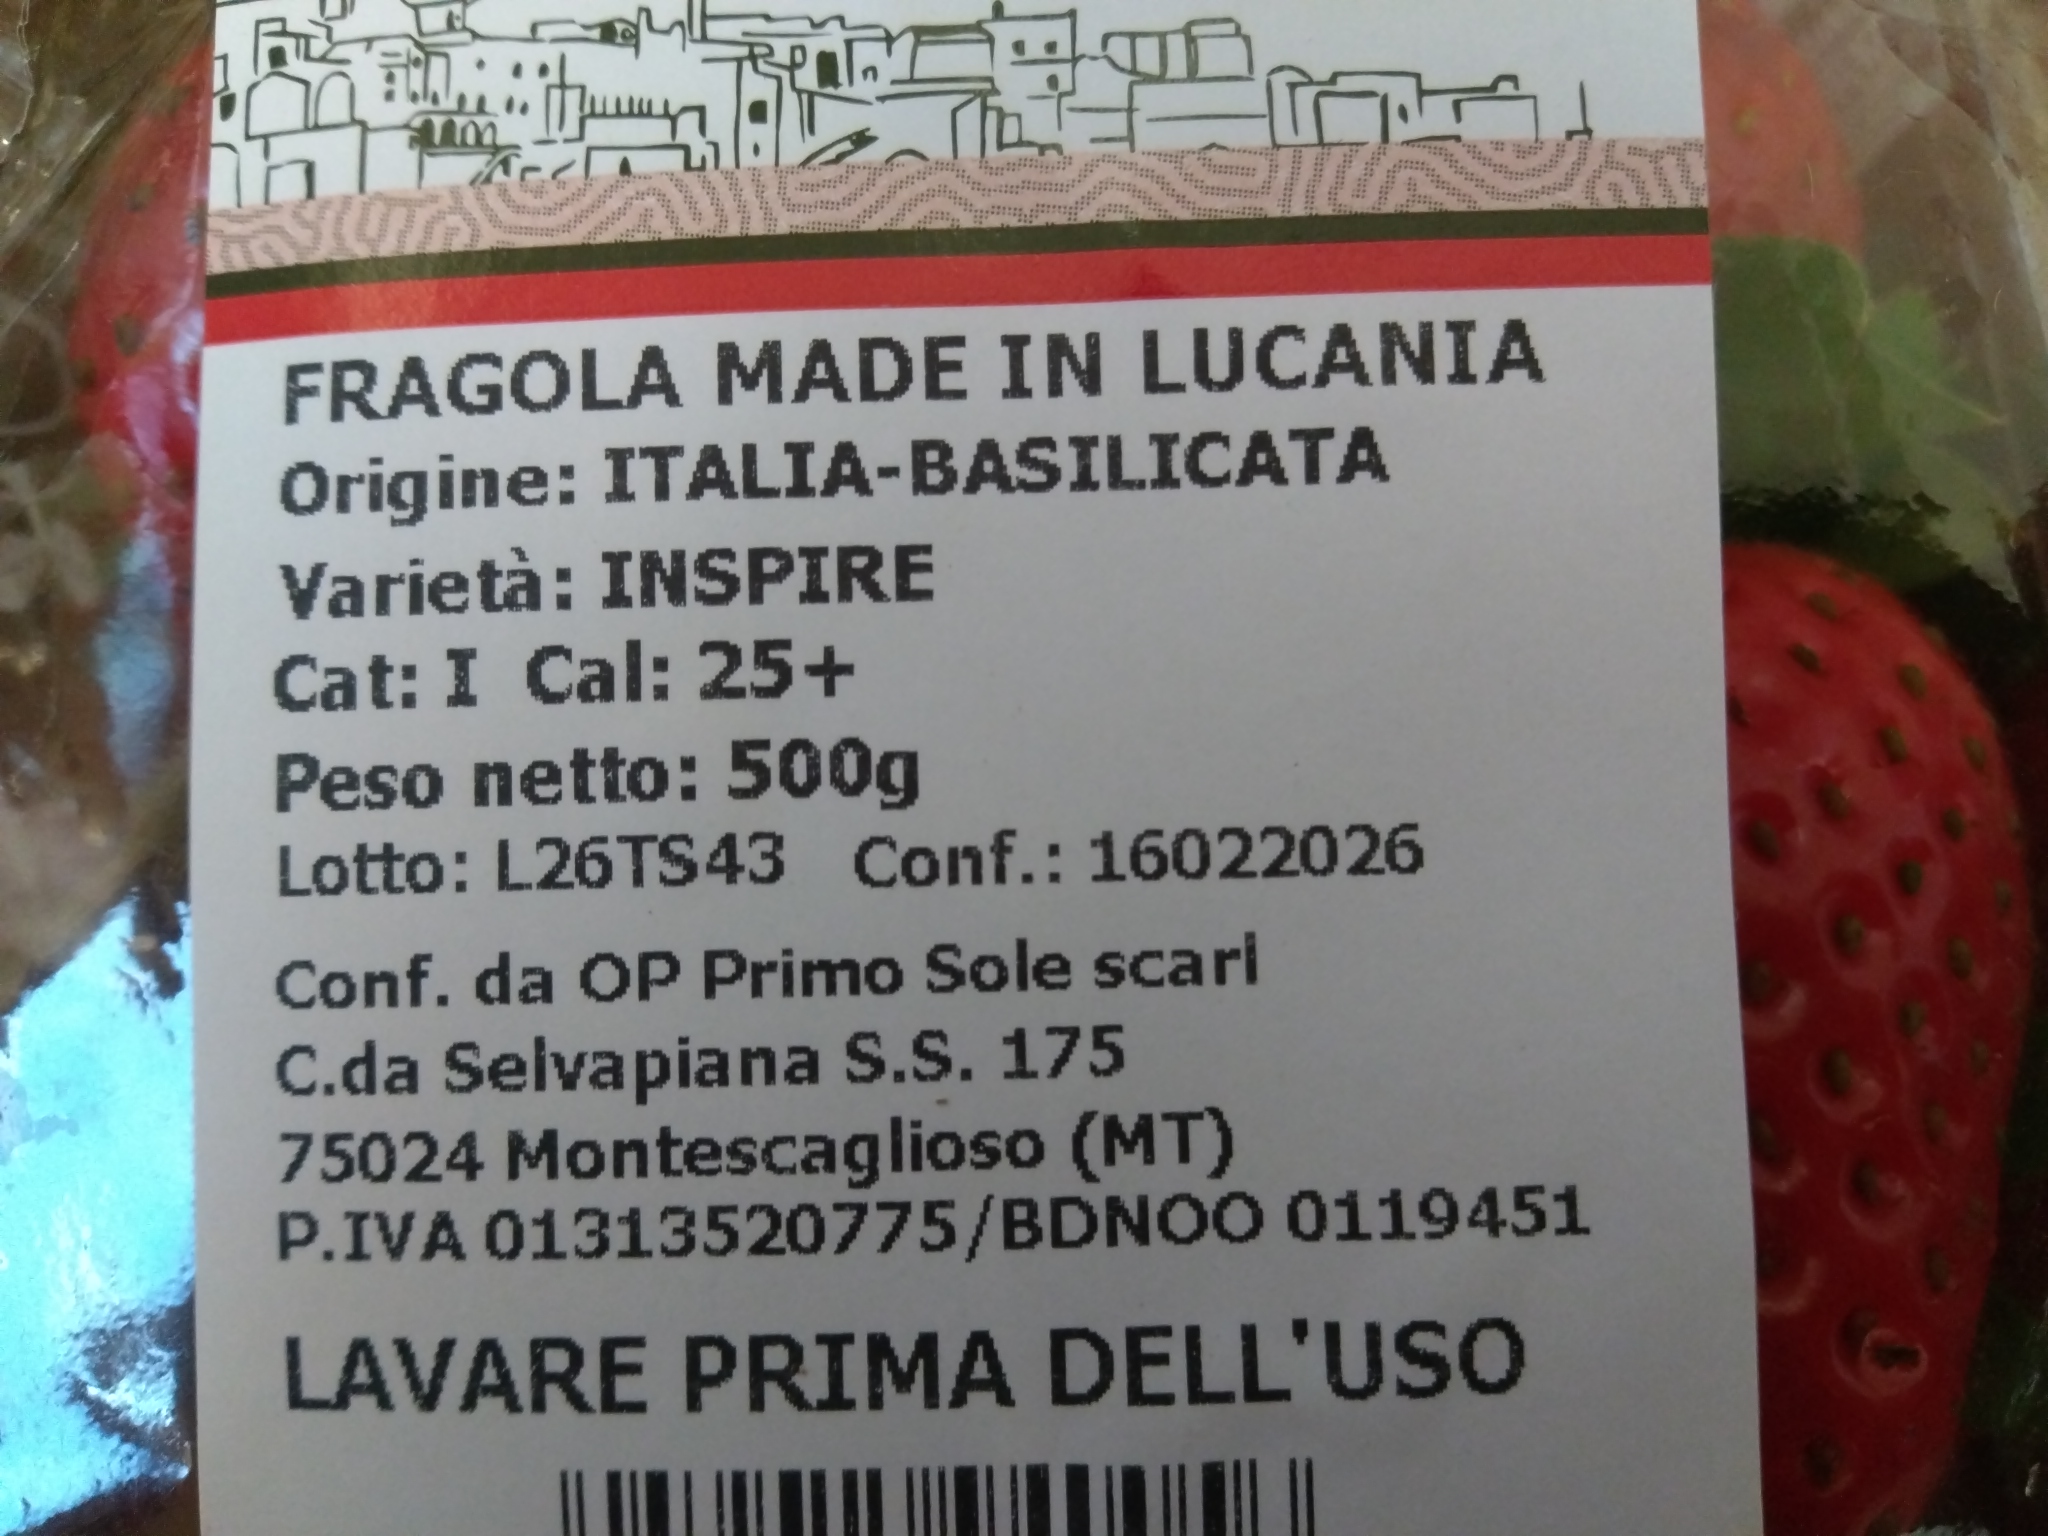 FRAGOLA MADE IN LUCANIA
Origine: ITALIA-BASILICATA
Varietà: INSPIRE
Cat: I Cal: 25+
Peso netto: 500g
Lotto: L26TS43 Conf.: 16022026
Conf. da OP Primo Sole scarl
C.da Selvapiana S.S. 175
75024 Montescaglioso (MT)
P.IVA 01313520775/BDNOO 0119451
LAVARE PRIMA DELL'USO